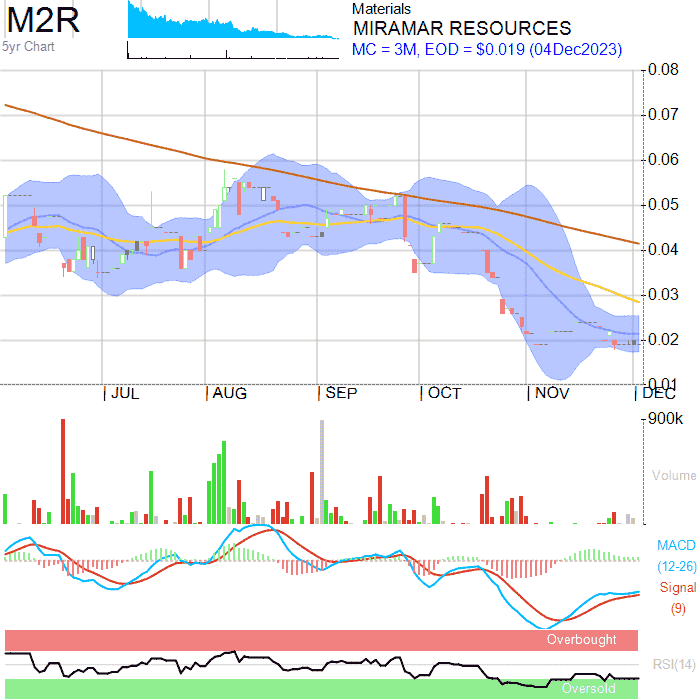 M2R
5yr Chart
Materials
MIRAMAR RESOURCES
MC = 3M, EOD = $0.019 (04Dec2023)
0.08
0.07
0.06
0.05
0.04
0.03
0.02
0.01
JUL AUG SEP OCT NOV DEC
900k
Volume
MACD
(12-26)
Signal
(9)
Overbought
RSI(14)
Oversold